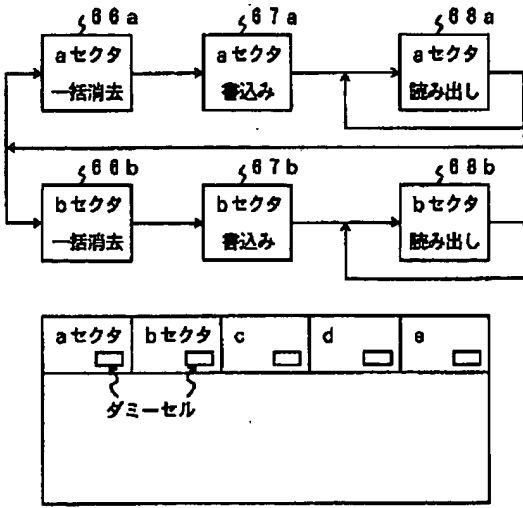 66a 67a 68a
aセクタ aセクタ aセクタ
一括消去 書込み 読み出し
66b 67b 68b
bセクタ bセクタ bセクタ
一括消去 書込み 読み出し
aセクタ bセクタ c d e
ダミーセル